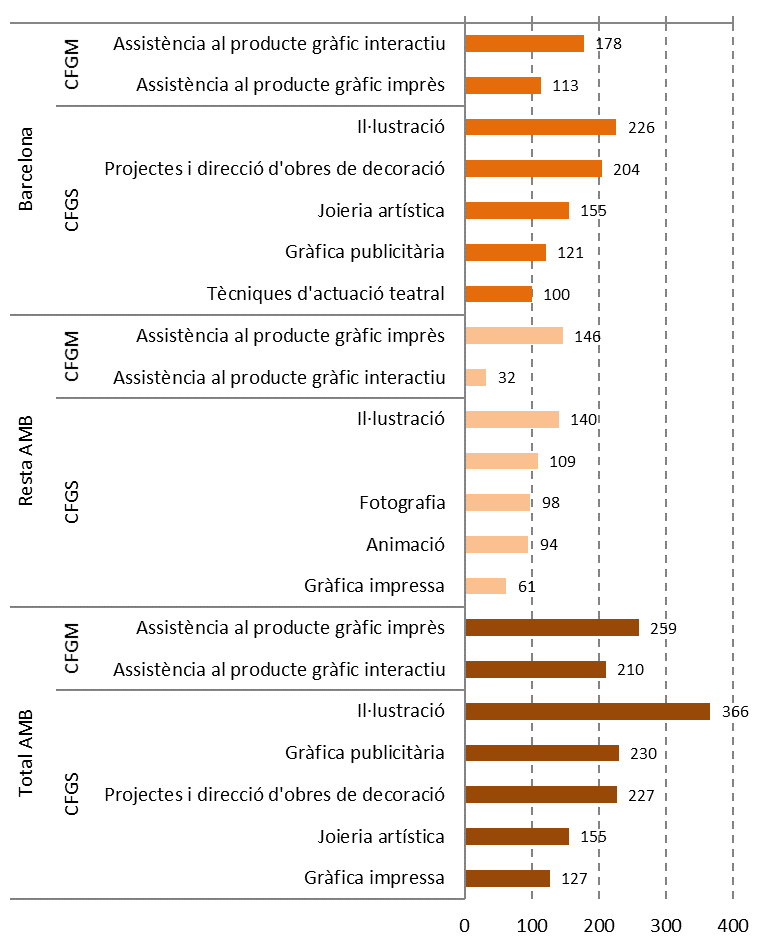 Barcelona
CFGM
Assistència al producte gràfic interactiu 178
Assistència al producte gràfic imprès 113
CFGS
Il·lustració 226
Projectes i direcció d'obres de decoració 204
Joieria artística 155
Gràfica publicitària 121
Tècniques d'actuació teatral 100
Resta AMB
CFGM
Assistència al producte gràfic imprès 146
Assistència al producte gràfic interactiu 32
CFGS
Il·lustració 140
109
Fotografia 98
Animació 94
Gràfica impressa 61
Total AMB
CFGM
Assistència al producte gràfic imprès 259
Assistència al producte gràfic interactiu 210
CFGS
Il·lustració 366
Gràfica publicitària 230
Projectes i direcció d'obres de decoració 227
Joieria artística 155
Gràfica impressa 127
0 100 200 300 400